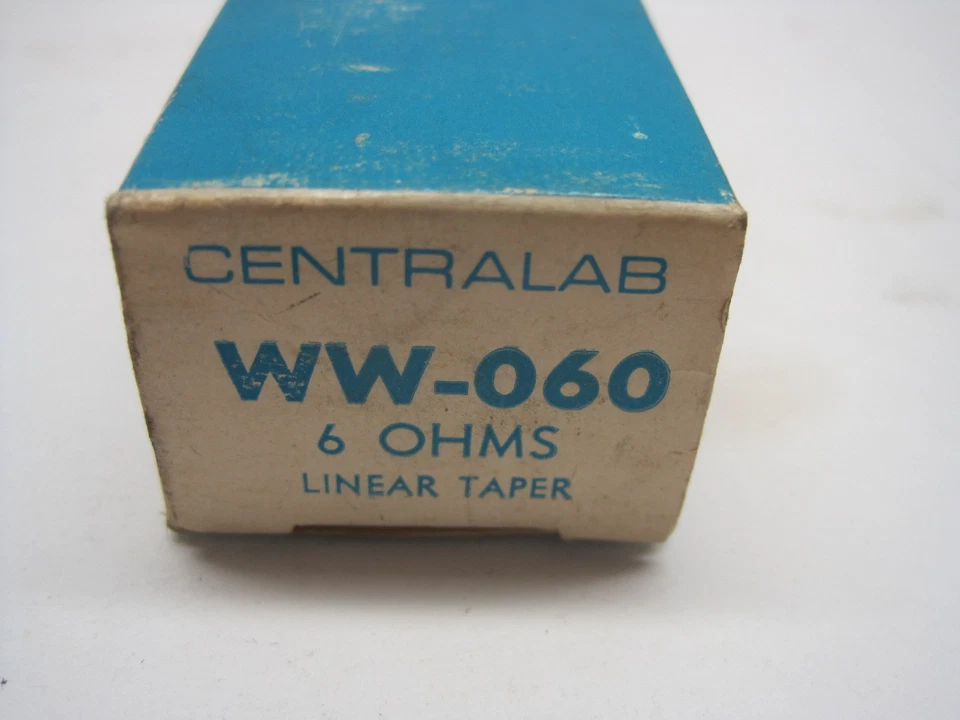 CENTRALAB
WW-060
6 OHMS
LINEAR TAPER